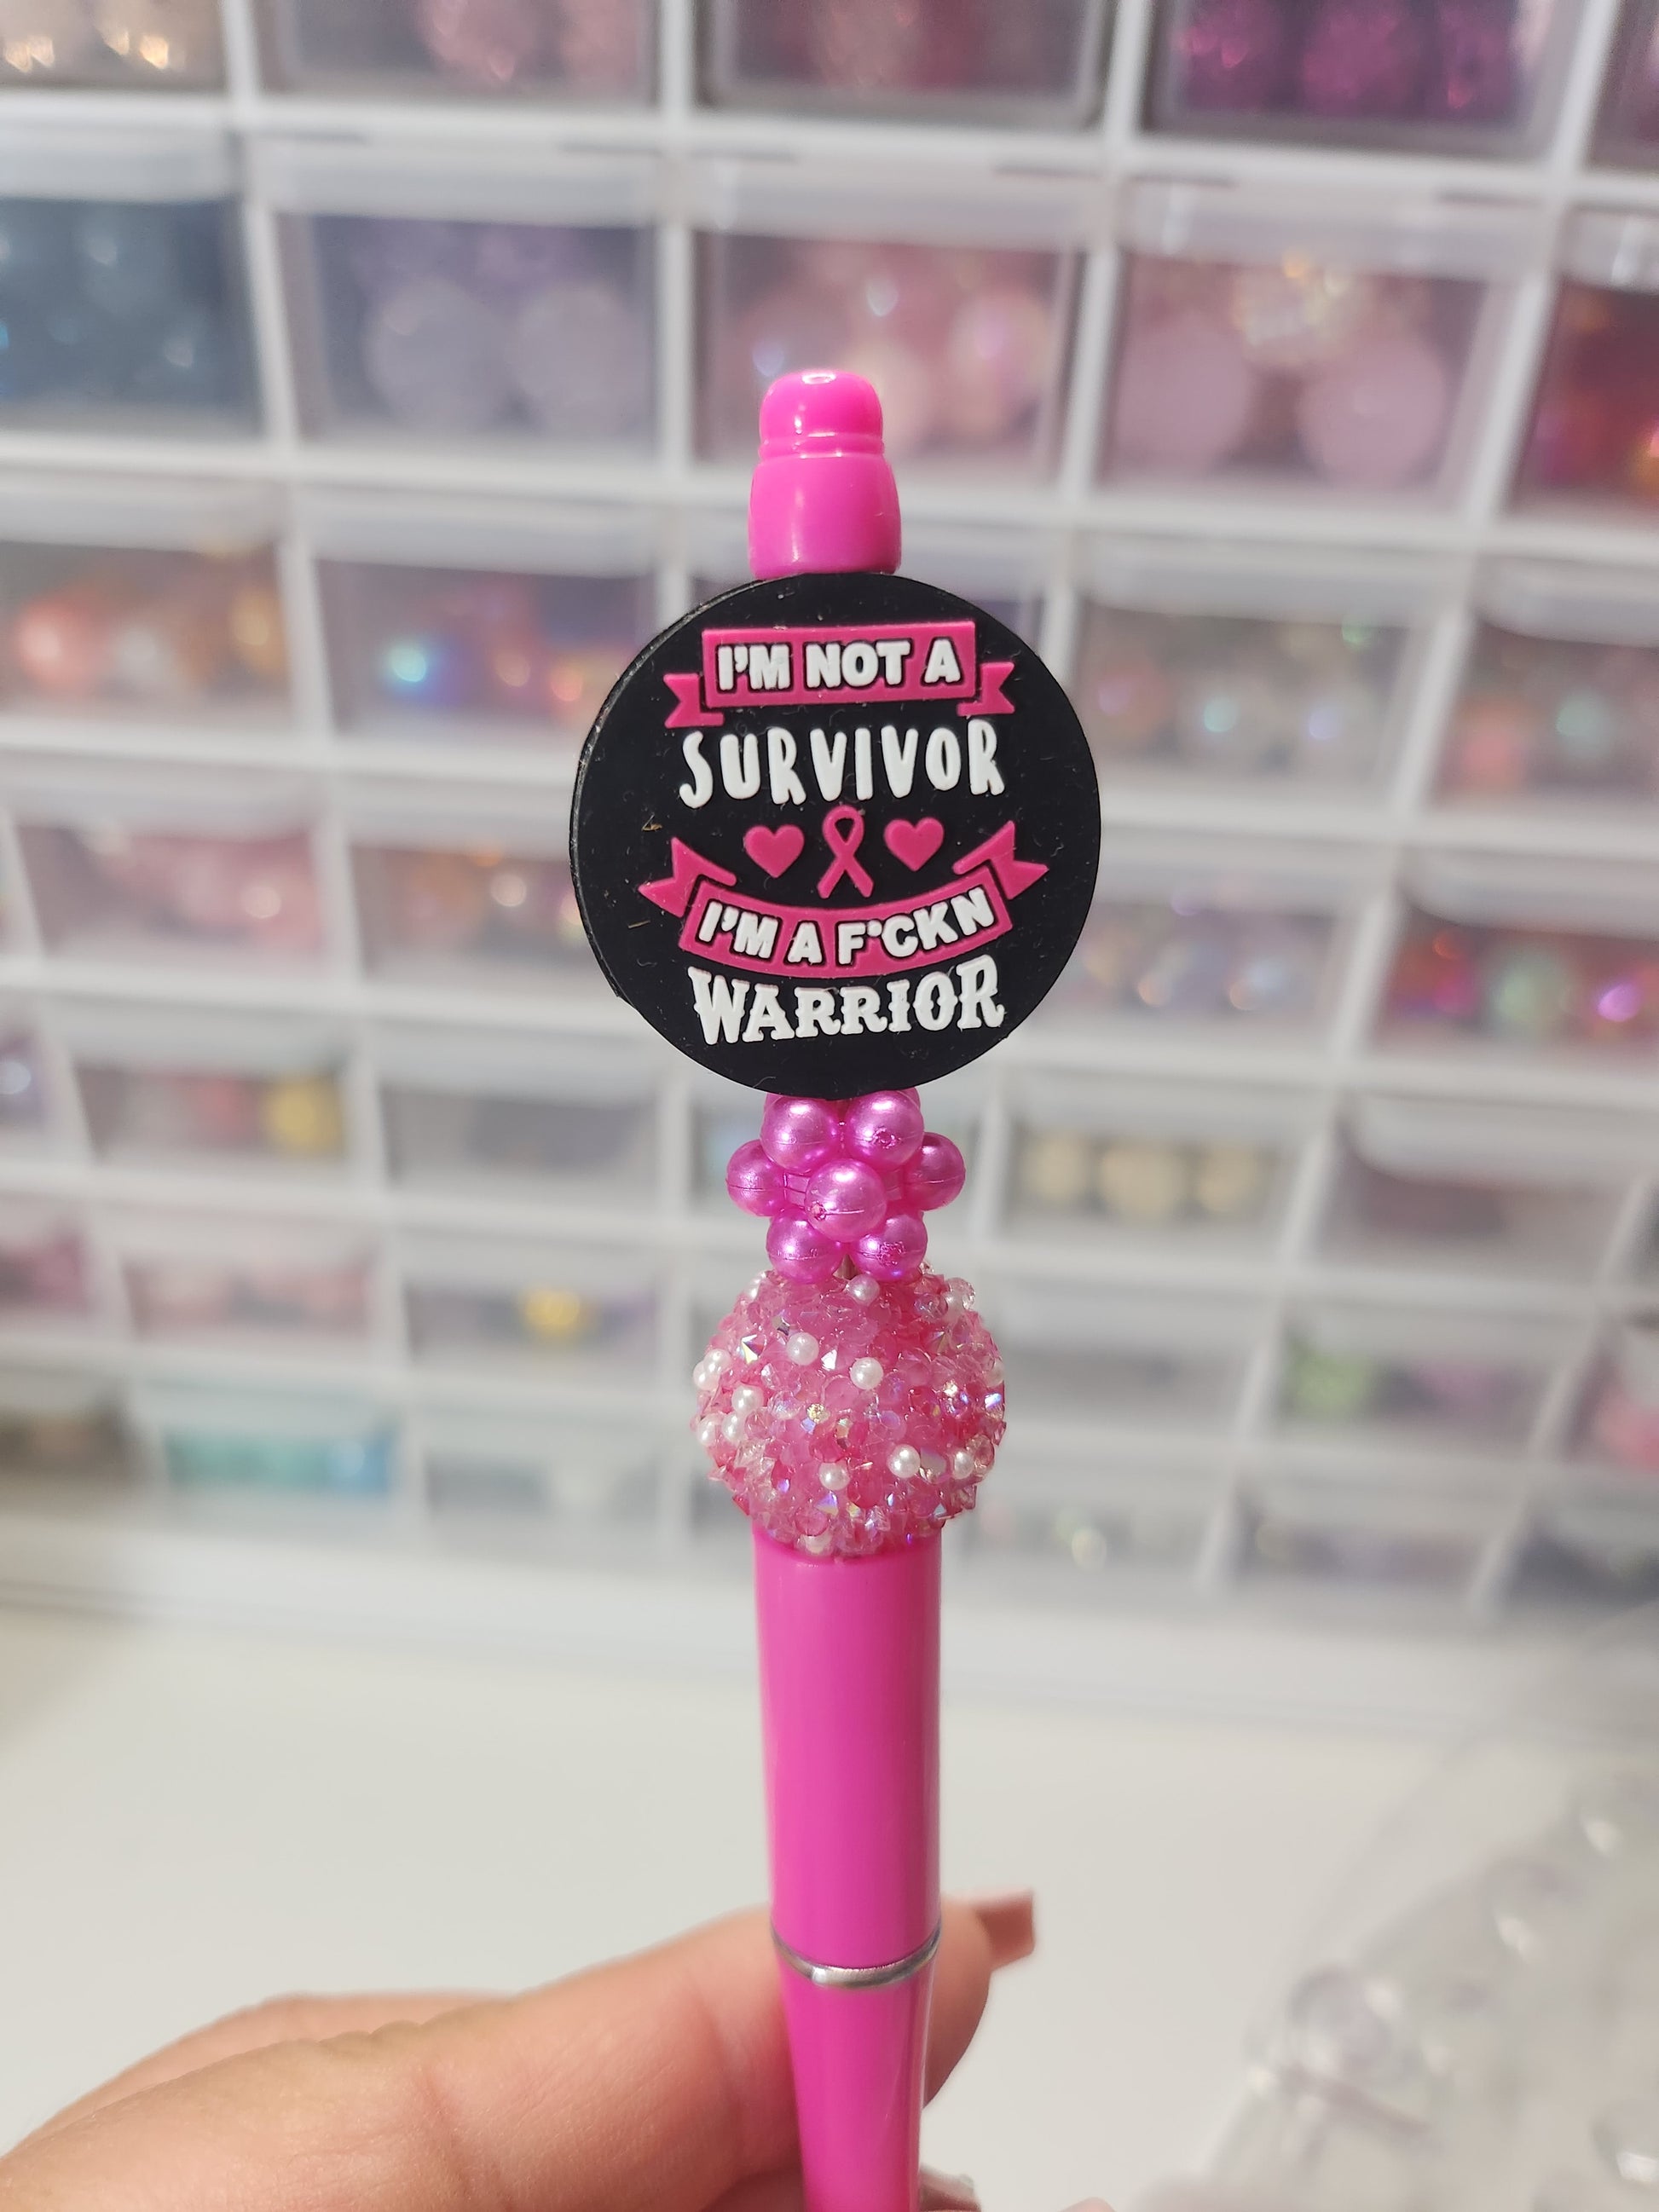 I'M NOT A
SURVIVOR
I'M A F*CKN
WARRIOR